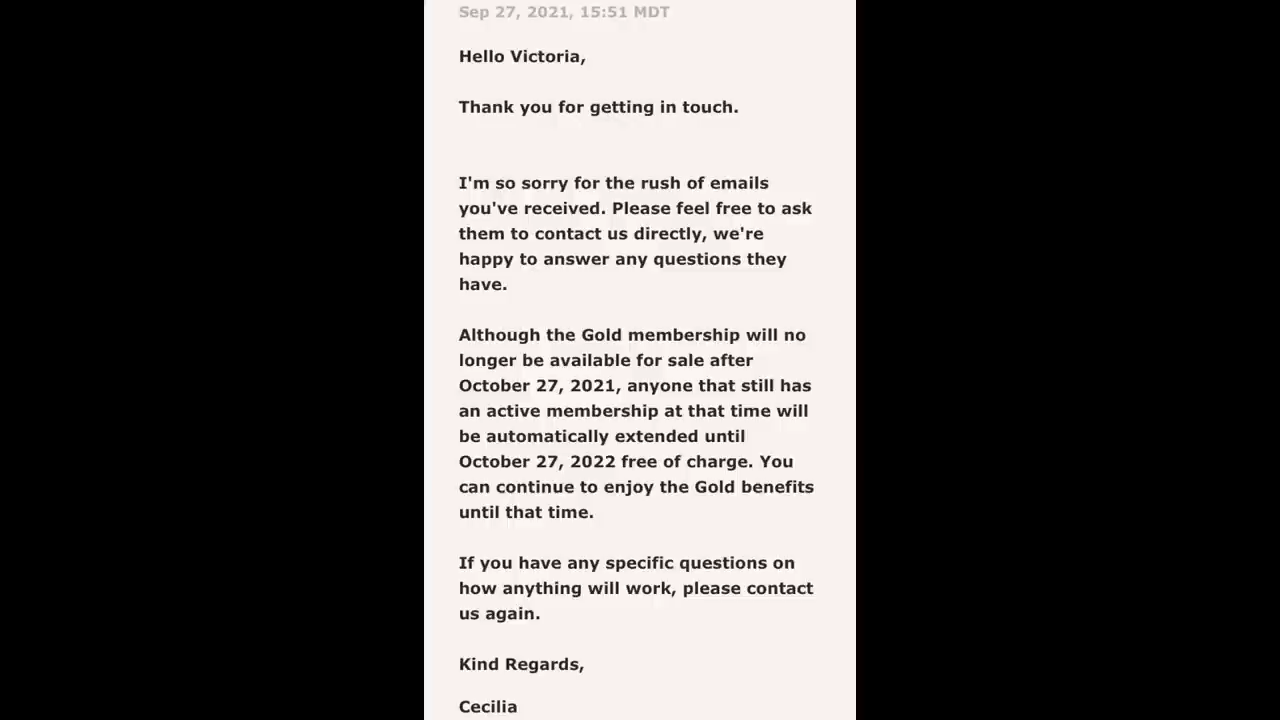 Sep 27, 2021, 15:51 MDT
Hello Victoria,
Thank you for getting in touch.
I'm so sorry for the rush of emails
you've received. Please feel free to ask
them to contact us directly, we're
happy to answer any questions they
have.
Although the Gold membership will no
longer be available for sale after
October 27, 2021, anyone that still has
an active membership at that time will
be automatically extended until
October 27, 2022 free of charge. You
can continue to enjoy the Gold benefits
until that time.
If you have any specific questions on
how anything will work, please contact
us again.
Kind Regards,
Cecilia